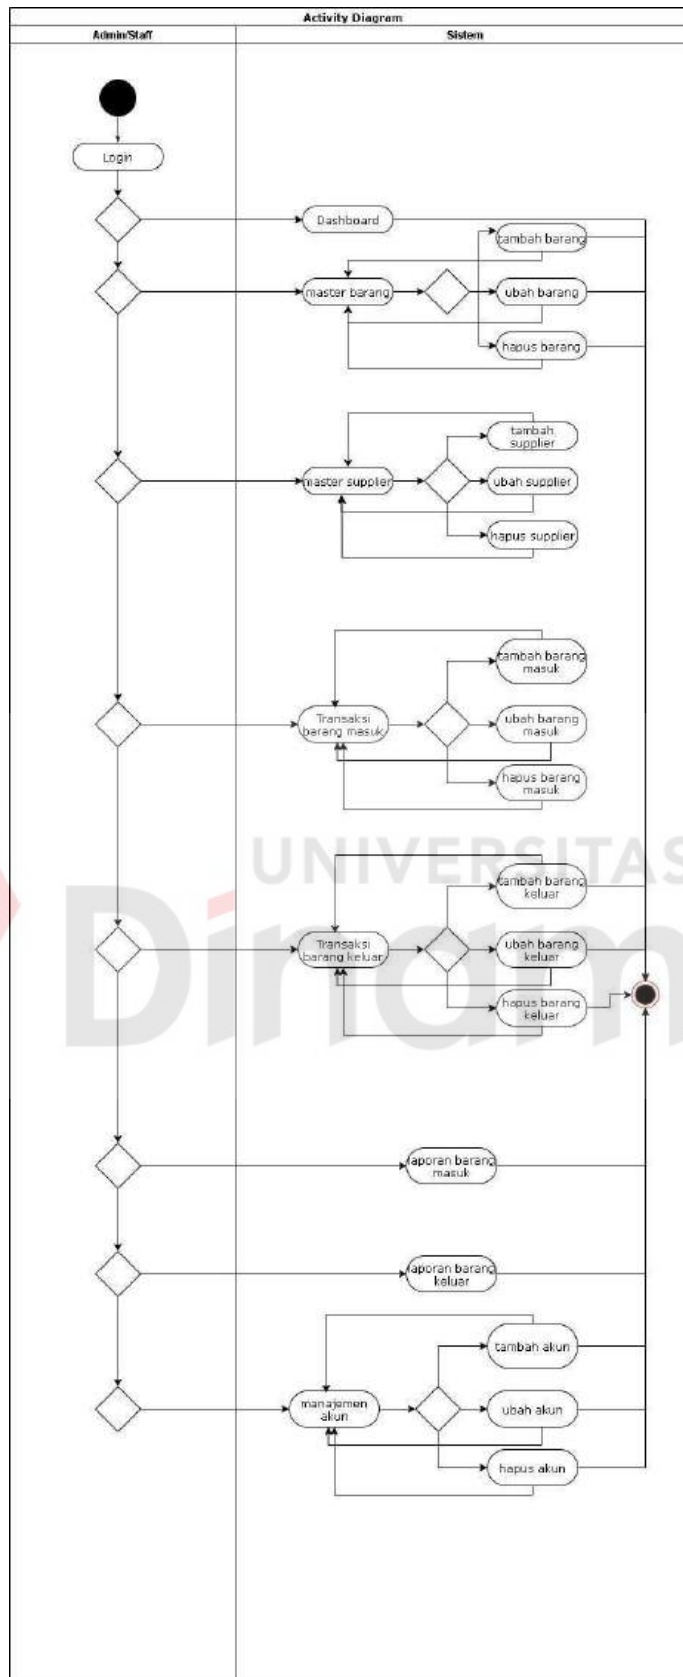 Activity Diagram
Admin/Staff
Sistem
Login
Dashboard
tambah barang
master barang
ubah barang
hapus barang
tambah
supplier
master supplier
ubah supplier
hapus supplier
tambah barang
masuk
Transaksi
barang masuk
ubah barang
masuk
hapus barang
masuk
UNIVERSITAS
Dinam
tambah barang
keluar
Transaksi
barang keluar
ubah barang
keluar
hapus barang
keluar
laporan barang
masuk
laporan barang
keluar
tambah akun
manajemen
akun
ubah akun
hapus akun